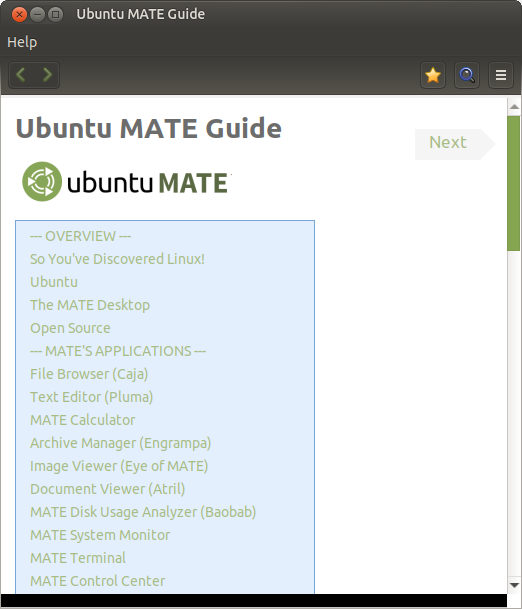 Ubuntu MATE Guide
Help
Ubuntu MATE Guide
Next
ubuntu MATE
--- OVERVIEW ---
So You've Discovered Linux!
Ubuntu
The MATE Desktop
Open Source
--- MATE'S APPLICATIONS ---
File Browser (Caja)
Text Editor (Pluma)
MATE Calculator
Archive Manager (Engrampa)
Image Viewer (Eye of MATE)
Document Viewer (Atril)
MATE Disk Usage Analyzer (Baobab)
MATE System Monitor
MATE Terminal
MATE Control Center